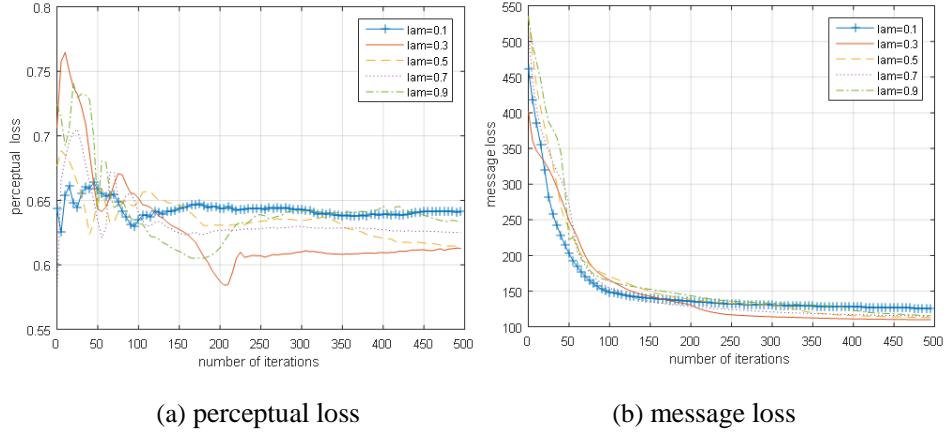 0.8
0.75
0.7
0.65
0.6
0.55
perceptual loss
lam=0.1
lam=0.3
lam=0.5
lam=0.7
lam=0.9
0 50 100 150 200 250 300 350 400 450 500
number of iterations
(a) perceptual loss
550
500
450
400
350
300
250
200
150
100
message loss
lam=0.1
lam=0.3
lam=0.5
lam=0.7
lam=0.9
0 50 100 150 200 250 300 350 400 450 500
number of iterations
(b) message loss